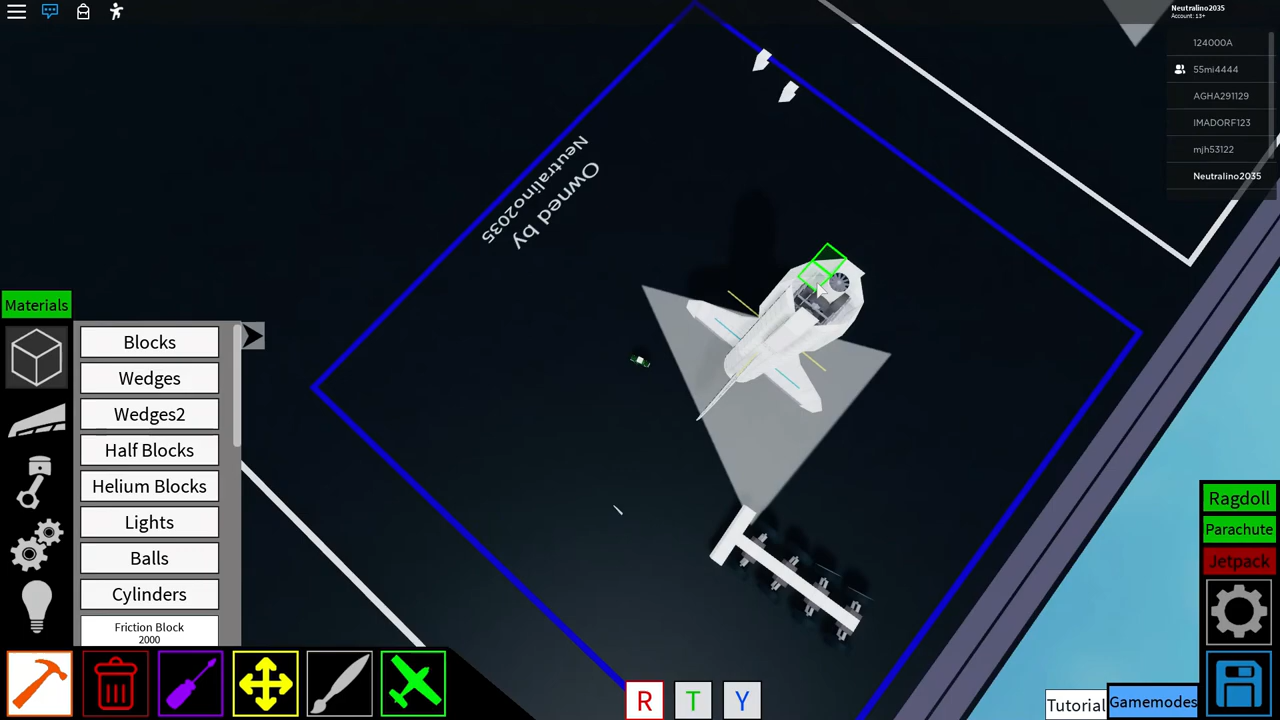 Neutralino2035
Account: 13+
124000A
55mi4444
AGHA291129
IMADORF123
mjh53122
Neutralino2035
Owned by
Neutralino2035
Materials
Blocks
Wedges
Wedges2
Half Blocks
Helium Blocks
Lights
Balls
Cylinders
Friction Block
2000
Ragdoll
Parachute
Jetpack
R
T
Y
Tutorial
Gamemodes